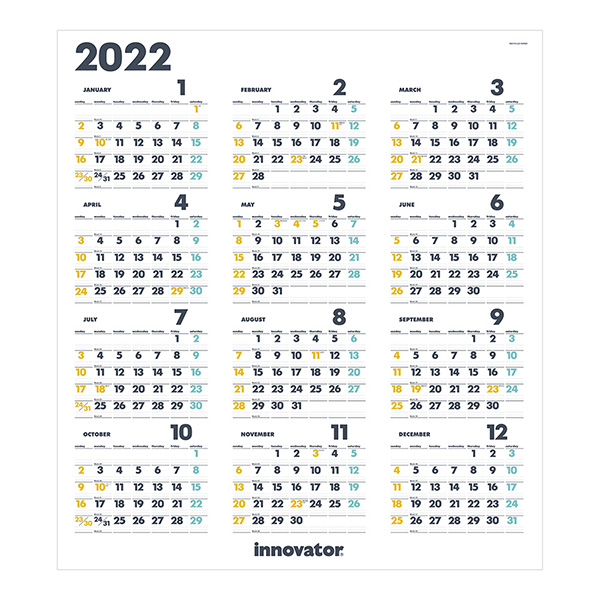 2022
JANUARY 1
sunday monday tuesday wednesday thursday friday saturday
1
2 3 4 5 6 7 8
9 10 11 12 13 14 15
16 17 18 19 20 21 22
23/30 24/31 25 26 27 28 29
FEBRUARY 2
sunday monday tuesday wednesday thursday friday saturday
1 2 3 4 5
6 7 8 9 10 11 12
13 14 15 16 17 18 19
20 21 22 23 24 25 26
27 28
MARCH 3
sunday monday tuesday wednesday thursday friday saturday
1 2 3 4 5
6 7 8 9 10 11 12
13 14 15 16 17 18 19
20 21 22 23 24 25 26
27 28 29 30 31
APRIL 4
sunday monday tuesday wednesday thursday friday saturday
1 2
3 4 5 6 7 8 9
10 11 12 13 14 15 16
17 18 19 20 21 22 23
24 25 26 27 28 29 30
MAY 5
sunday monday tuesday wednesday thursday friday saturday
1 2 3 4 5 6 7
8 9 10 11 12 13 14
15 16 17 18 19 20 21
22 23 24 25 26 27 28
29 30 31
JUNE 6
sunday monday tuesday wednesday thursday friday saturday
1 2 3 4
5 6 7 8 9 10 11
12 13 14 15 16 17 18
19 20 21 22 23 24 25
26 27 28 29 30
JULY 7
sunday monday tuesday wednesday thursday friday saturday
1 2
3 4 5 6 7 8 9
10 11 12 13 14 15 16
17 18 19 20 21 22 23
24/31 25 26 27 28 29 30
AUGUST 8
sunday monday tuesday wednesday thursday friday saturday
1 2 3 4 5 6
7 8 9 10 11 12 13
14 15 16 17 18 19 20
21 22 23 24 25 26 27
28 29 30 31
SEPTEMBER 9
sunday monday tuesday wednesday thursday friday saturday
1 2 3
4 5 6 7 8 9 10
11 12 13 14 15 16 17
18 19 20 21 22 23 24
25 26 27 28 29 30
OCTOBER 10
sunday monday tuesday wednesday thursday friday saturday
1
2 3 4 5 6 7 8
9 10 11 12 13 14 15
16 17 18 19 20 21 22
23/30 24/31 25 26 27 28 29
NOVEMBER 11
sunday monday tuesday wednesday thursday friday saturday
1 2 3 4 5
6 7 8 9 10 11 12
13 14 15 16 17 18 19
20 21 22 23 24 25 26
27 28 29 30
DECEMBER 12
sunday monday tuesday wednesday thursday friday saturday
1 2 3
4 5 6 7 8 9 10
11 12 13 14 15 16 17
18 19 20 21 22 23 24
25 26 27 28 29 30 31
innovator®